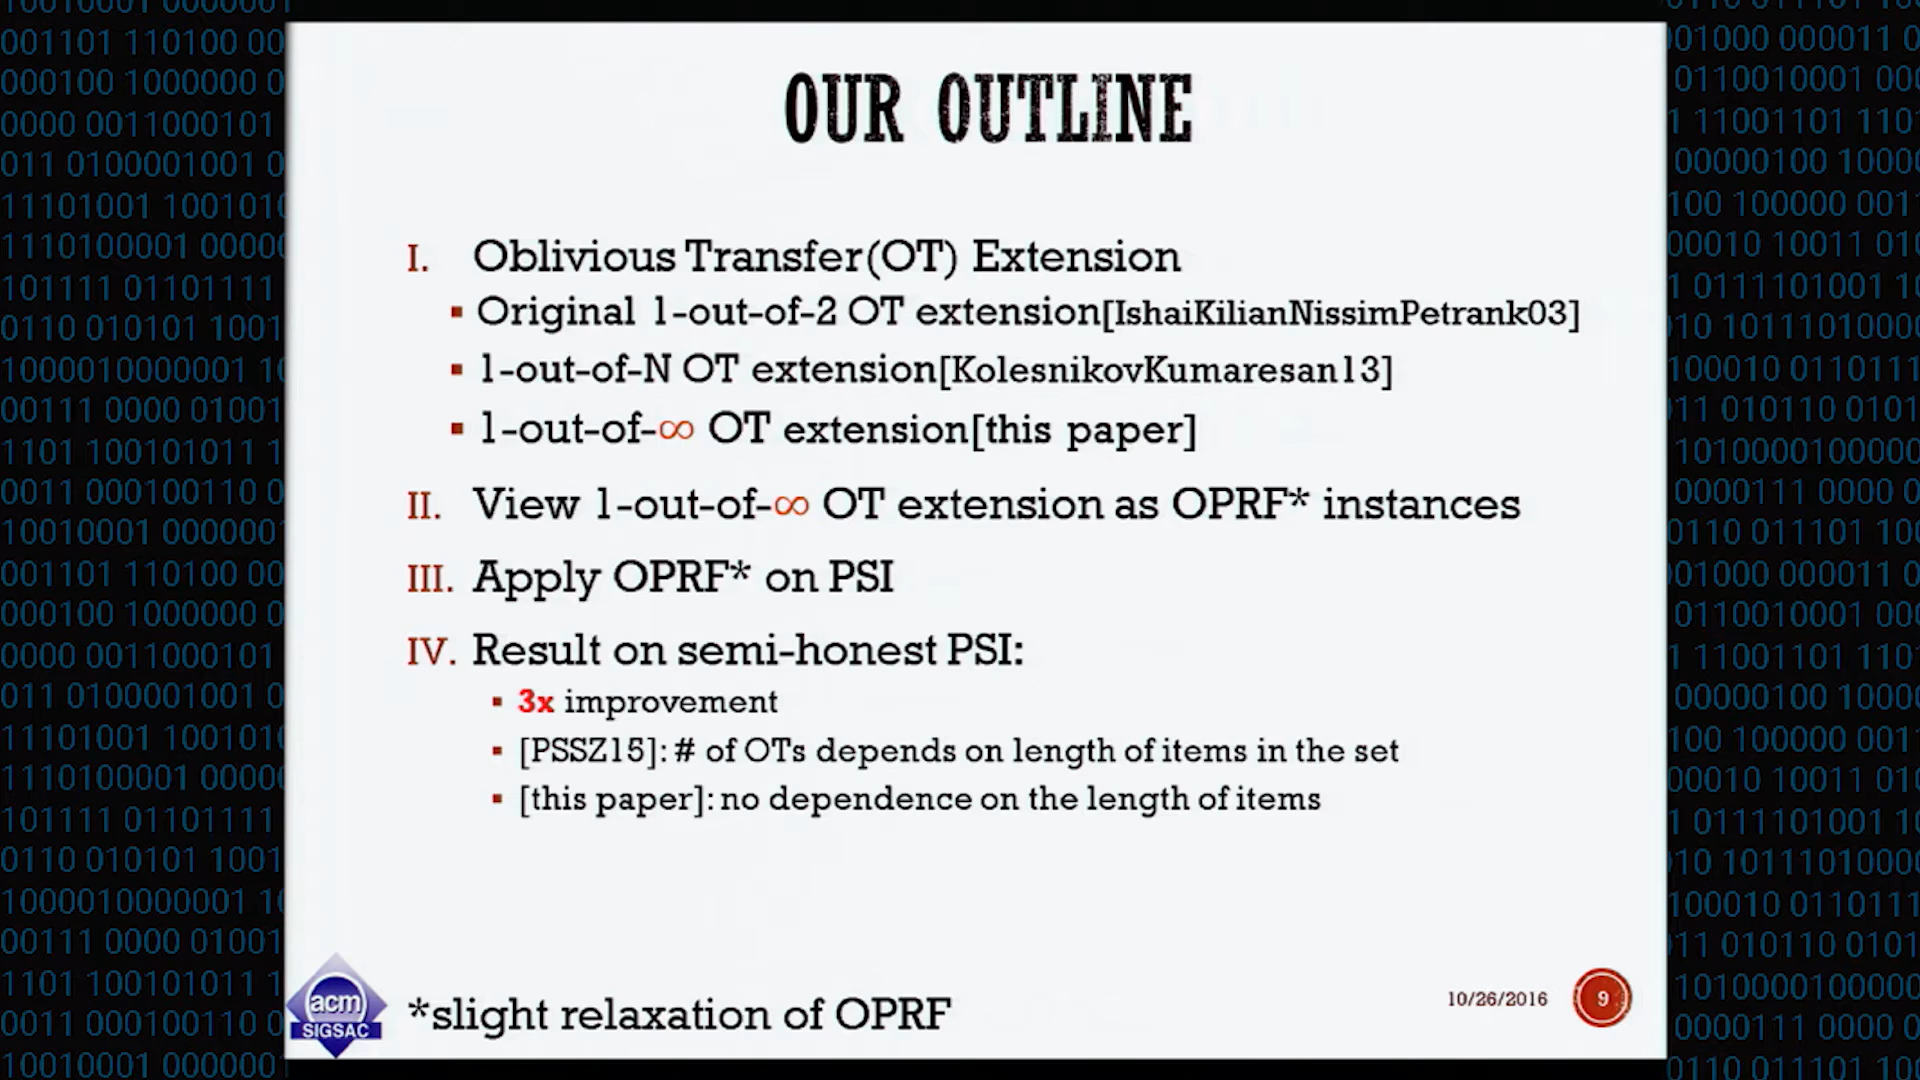 OUR OUTLINE
I. Oblivious Transfer(OT) Extension
▪ Original 1-out-of-2 OT extension[IshaiKilianNissimPetrank03]
▪ 1-out-of-N OT extension[KolesnikovKumaresan13]
▪ 1-out-of-∞ OT extension[this paper]
II. View 1-out-of-∞ OT extension as OPRF* instances
III. Apply OPRF* on PSI
IV. Result on semi-honest PSI:
▪ 3x improvement
▪ [PSSZ15]: # of OTs depends on length of items in the set
▪ [this paper]: no dependence on the length of items
*slight relaxation of OPRF
10/26/2016
9
acm
SIGSAC